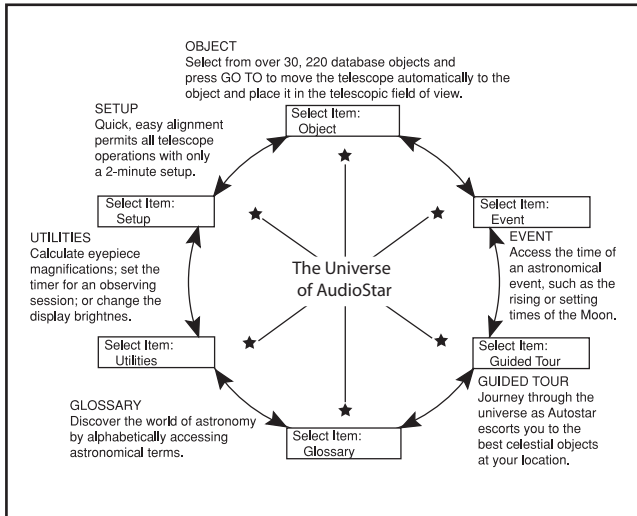 OBJECT
Select from over 30, 220 database objects and
press GO TO to move the telescope automatically to the
object and place it in the telescopic field of view.
SETUP
Quick, easy alignment
permits all telescope
operations with only
a 2-minute setup.
Select Item:
Object
Select Item:
Setup
Select Item:
Event
UTILITIES
Calculate eyepiece
magnifications; set the
timer for an observing
session; or change the
display brightnes.
The Universe
of AudioStar
EVENT
Access the time of
an astronomical
event, such as the
rising or setting
times of the Moon.
Select Item:
Utilities
Select Item:
Guided Tour
GLOSSARY
Discover the world of astronomy
by alphabetically accessing
astronomical terms.
Select Item:
Glossary
GUIDED TOUR
Journey through the
universe as Autostar
escorts you to the
best celestial objects
at your location.